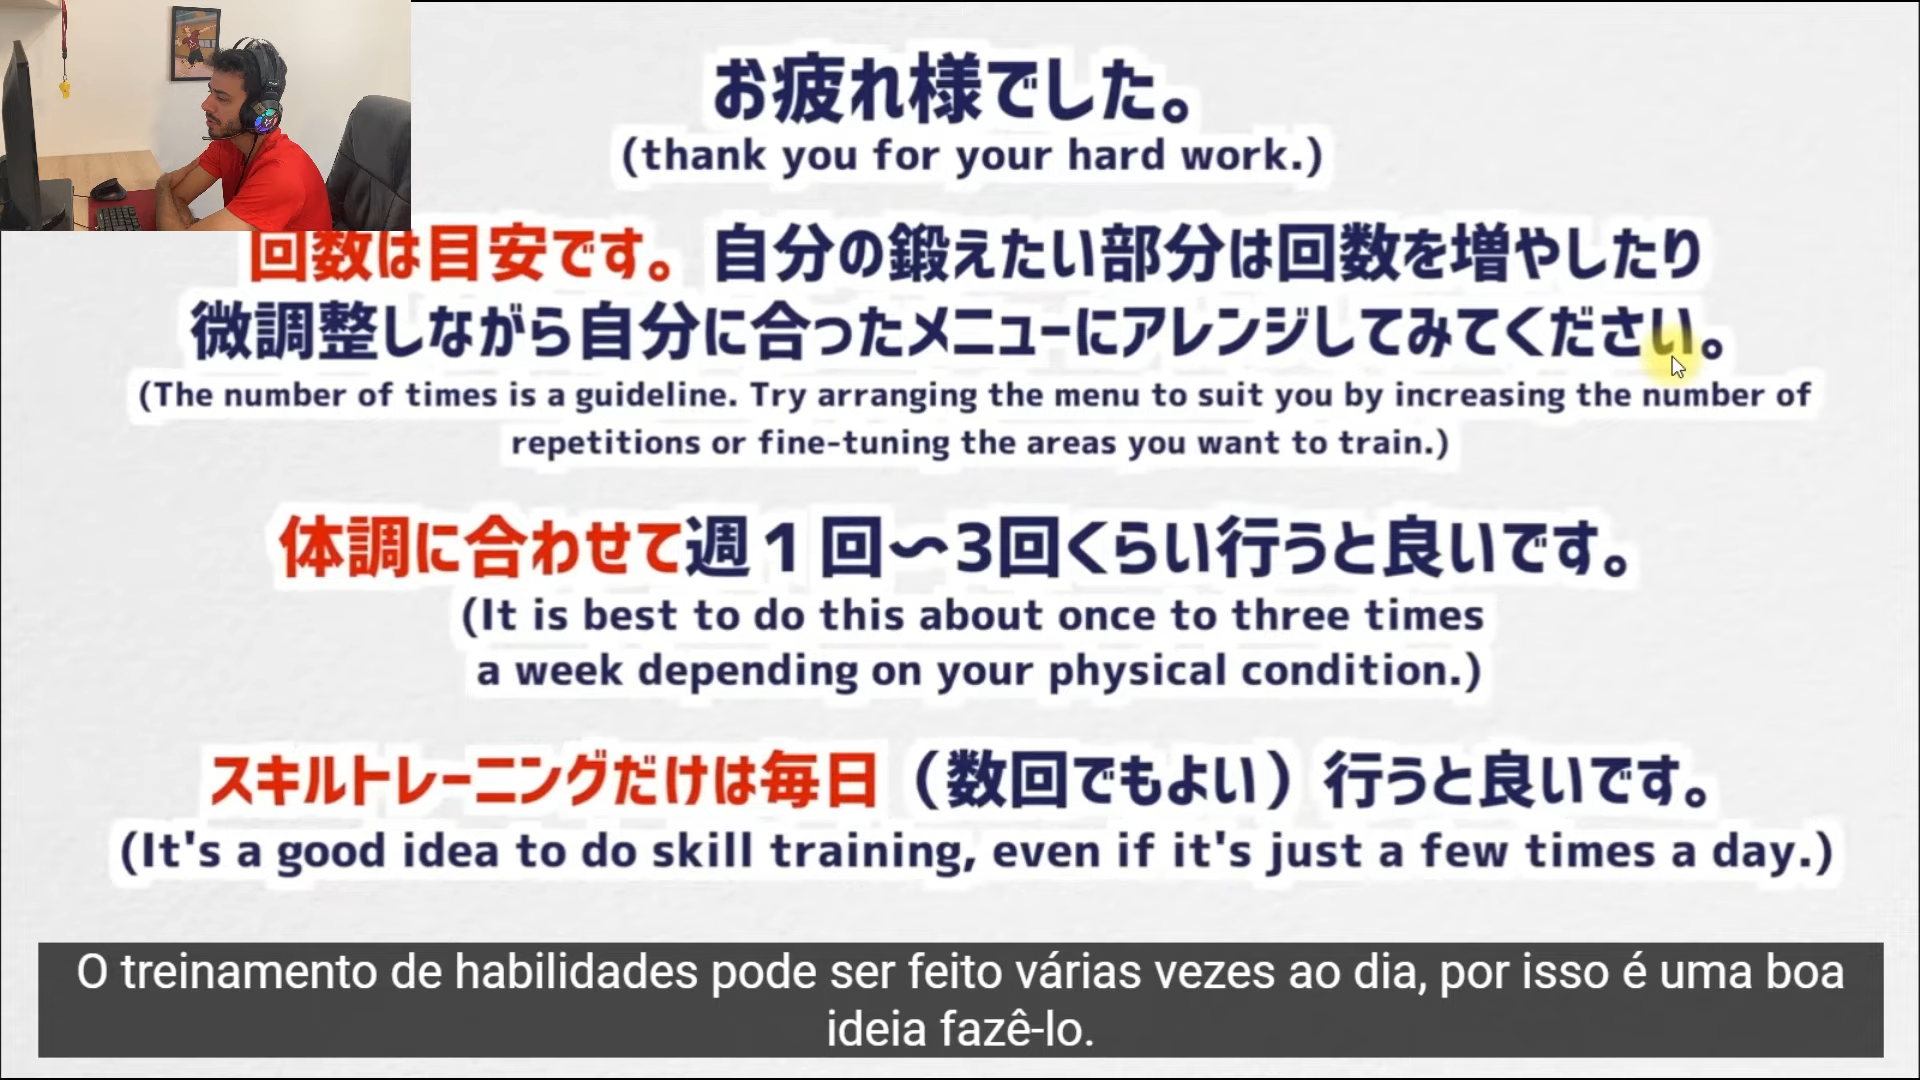 お疲れ様でした。
(thank you for your hard work.)
回数は目安です。自分の鍛えたい部分は回数を増やしたり
微調整しながら自分に合ったメニューにアレンジしてみてください。
(The number of times is a guideline. Try arranging the menu to suit you by increasing the number of
repetitions or fine-tuning the areas you want to train.)
体調に合わせて週１回〜3回くらい行うと良いです。
(It is best to do this about once to three times
a week depending on your physical condition.)
スキルトレーニングだけは毎日（数回でもよい）行うと良いです。
(It's a good idea to do skill training, even if it's just a few times a day.)
O treinamento de habilidades pode ser feito várias vezes ao dia, por isso é uma boa
ideia fazê-lo.